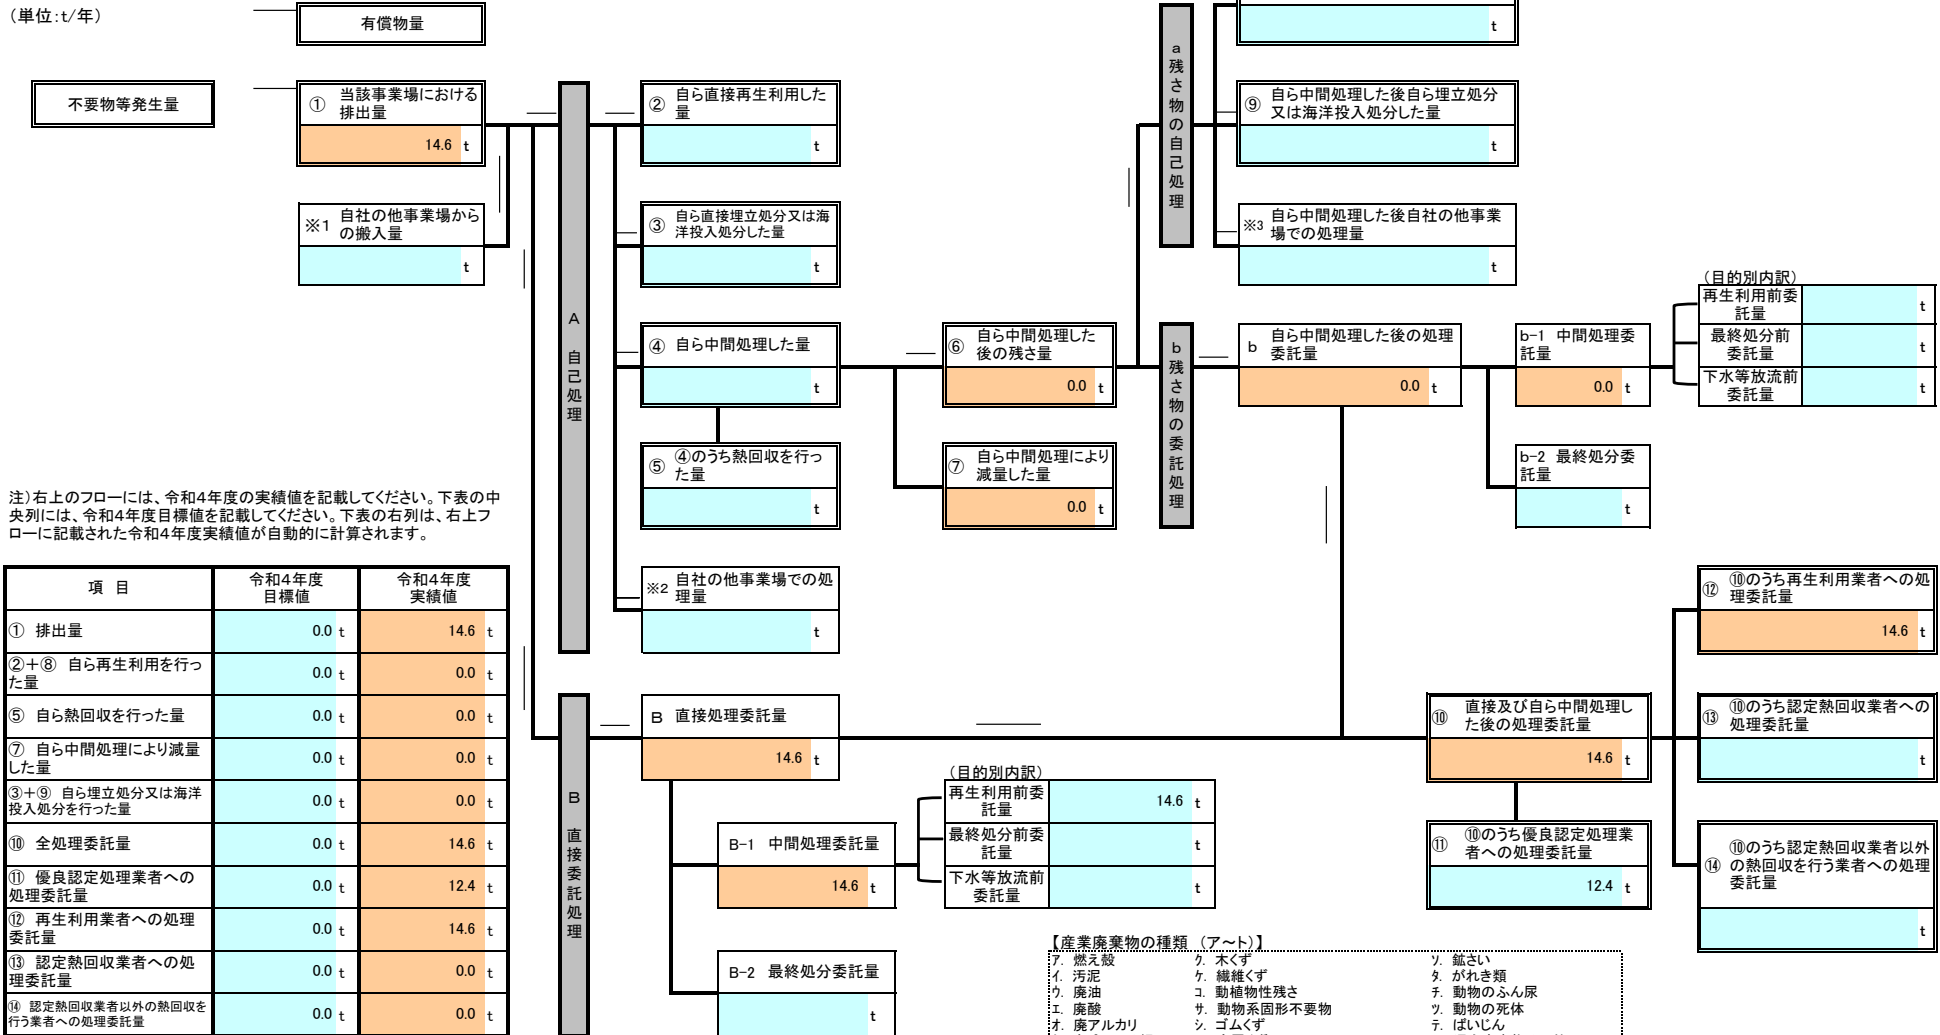 (単位:t/年)
有償物量
不要物等発生量
① 当該事業場における
排出量
14.6 t
※1 自社の他事業場から
の搬入量
t
A 自己処理
② 自ら直接再生利用した
量
t
③ 自ら直接埋立処分又は海
洋投入処分した量
t
④ 自ら中間処理した量
t
⑤ ④のうち熱回収を行っ
た量
t
※2 自社の他事業場での処
理量
t
⑥ 自ら中間処理した
後の残さ量
0.0 t
⑦ 自ら中間処理により
減量した量
0.0 t
a 残さ物の自己処理
t
⑨ 自ら中間処理した後自ら埋立処分
又は海洋投入処分した量
t
※3 自ら中間処理した後自社の他事業
場での処理量
t
b 残さ物の委託処理
b 自ら中間処理した後の処理
委託量
0.0 t
b-1 中間処理委
託量
0.0 t
b-2 最終処分委
託量
t
(目的別内訳)
再生利用前委
託量
t
最終処分前
委託量
t
下水等放流前
委託量
t
注)右上のフローには、令和4年度の実績値を記載してください。下表の中
央列には、令和4年度目標値を記載してください。下表の右列は、右上フ
ローに記載された令和4年度実績値が自動的に計算されます。
項 目 令和4年度
目標値 令和4年度
実績値
① 排出量 0.0 t 14.6 t
②+⑧ 自ら再生利用を行っ
た量 0.0 t 0.0 t
⑤ 自ら熱回収を行った量 0.0 t 0.0 t
⑦ 自ら中間処理により減量
した量 0.0 t 0.0 t
③+⑨ 自ら埋立処分又は海洋
投入処分を行った量 0.0 t 0.0 t
⑩ 全処理委託量 0.0 t 14.6 t
⑪ 優良認定処理業者への
処理委託量 0.0 t 12.4 t
⑫ 再生利用業者への処理
委託量 0.0 t 14.6 t
⑬ 認定熱回収業者への処
理委託量 0.0 t 0.0 t
⑭ 認定熱回収業者以外の熱回収を
行う業者への処理委託量 0.0 t 0.0 t
B 直接委託処理
B 直接処理委託量
14.6 t
B-1 中間処理委託量
14.6 t
B-2 最終処分委託量
t
(目的別内訳)
再生利用前委
託量
14.6 t
最終処分前委
託量
t
下水等放流前
委託量
t
⑩ 直接及び自ら中間処理し
た後の処理委託量
14.6 t
⑪ ⑩のうち優良認定処理業
者への処理委託量
12.4 t
⑫ ⑩のうち再生利用業者への処
理委託量
14.6 t
⑬ ⑩のうち認定熱回収業者への
処理委託量
t
⑭ ⑩のうち認定熱回収業者以外
の熱回収を行う業者への処理
委託量
t
【産業廃棄物の種類 (ア~ト)】
ア. 燃え殻 ク. 木くず ソ. 鉱さい
イ. 汚泥 ケ. 繊維くず タ. がれき類
ウ. 廃油 コ. 動植物性残さ チ. 動物のふん尿
エ. 廃酸 サ. 動物系固形不要物 ツ. 動物の死体
オ. 廃アルカリ シ. ゴムくず テ. ばいじん